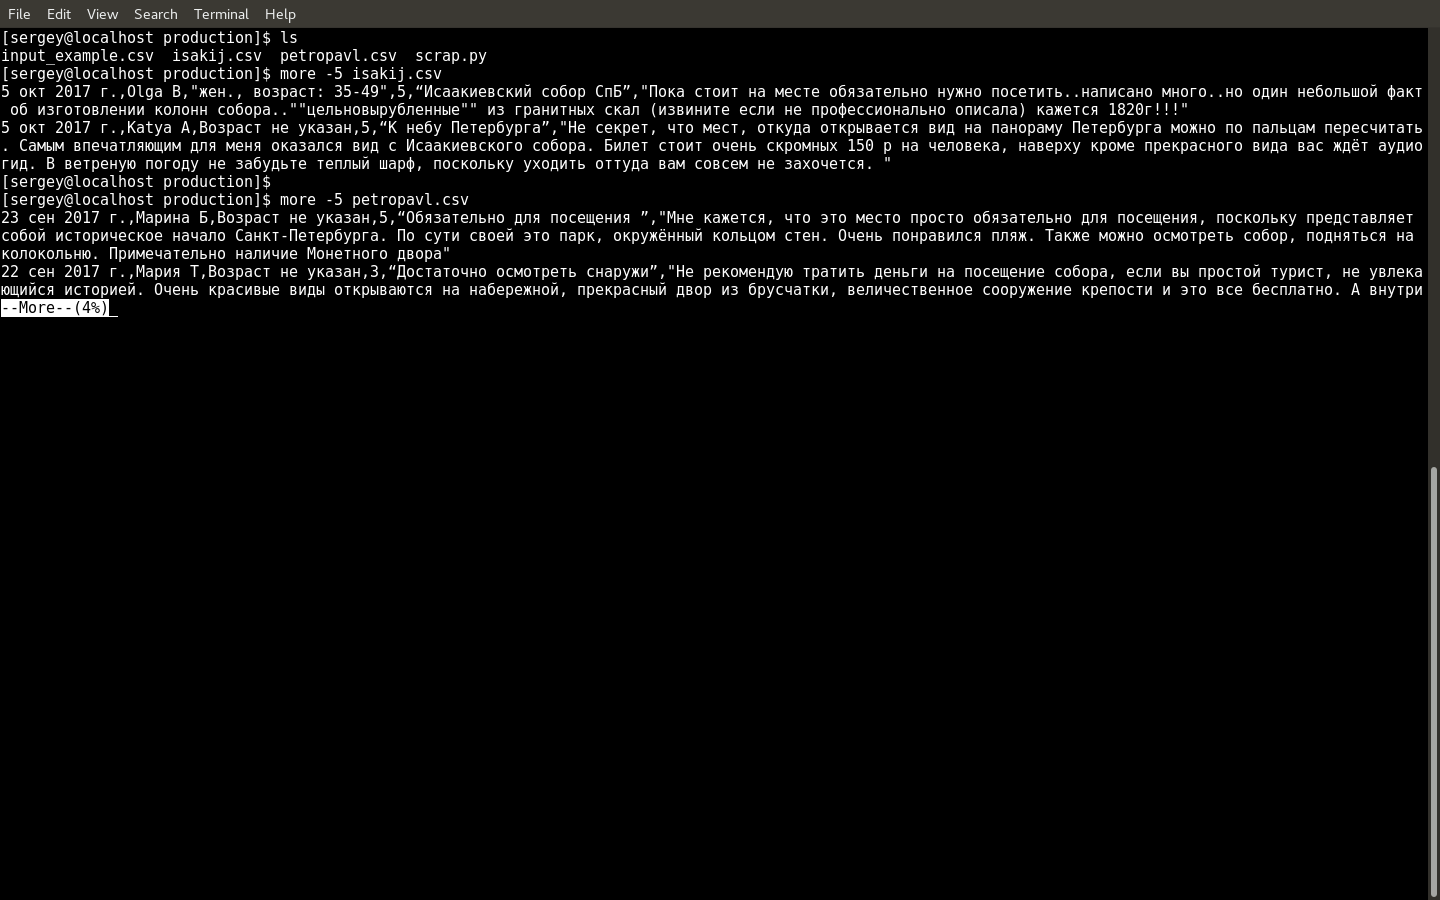 File Edit View Search Terminal Help
[sergey@localhost production]$ ls
input_example.csv  isakij.csv  petropavl.csv  scrap.py
[sergey@localhost production]$ more -5 isakij.csv
5 окт 2017 г.,Olga B,"жен., возраст: 35-49",5,“Исаакиевский собор СпБ”,"Пока стоит на месте обязательно нужно посетить..написано много..но один небольшой факт
 об изготовлении колонн собора..""цельновырубленные"" из гранитных скал (извините если не профессионально описала) кажется 1820г!!!"
5 окт 2017 г.,Katya A,Возраст не указан,5,“К небу Петербурга”,"Не секрет, что мест, откуда открывается вид на панораму Петербурга можно по пальцам пересчитать
. Самым впечатляющим для меня оказался вид с Исаакиевского собора. Билет стоит очень скромных 150 р на человека, наверху кроме прекрасного вида вас ждёт аудио
гид. В ветреную погоду не забудьте теплый шарф, поскольку уходить оттуда вам совсем не захочется. "
[sergey@localhost production]$
[sergey@localhost production]$ more -5 petropavl.csv
23 сен 2017 г.,Марина Б,Возраст не указан,5,“Обязательно для посещения ”,"Мне кажется, что это место просто обязательно для посещения, поскольку представляет
собой историческое начало Санкт-Петербурга. По сути своей это парк, окружённый кольцом стен. Очень понравился пляж. Также можно осмотреть собор, подняться на
колокольню. Примечательно наличие Монетного двора"
22 сен 2017 г.,Мария Т,Возраст не указан,3,“Достаточно осмотреть снаружи”,"Не рекомендую тратить деньги на посещение собора, если вы простой турист, не увлека
ющийся историей. Очень красивые виды открываются на набережной, прекрасный двор из брусчатки, величественное сооружение крепости и это все бесплатно. А внутри
--More--(4%)